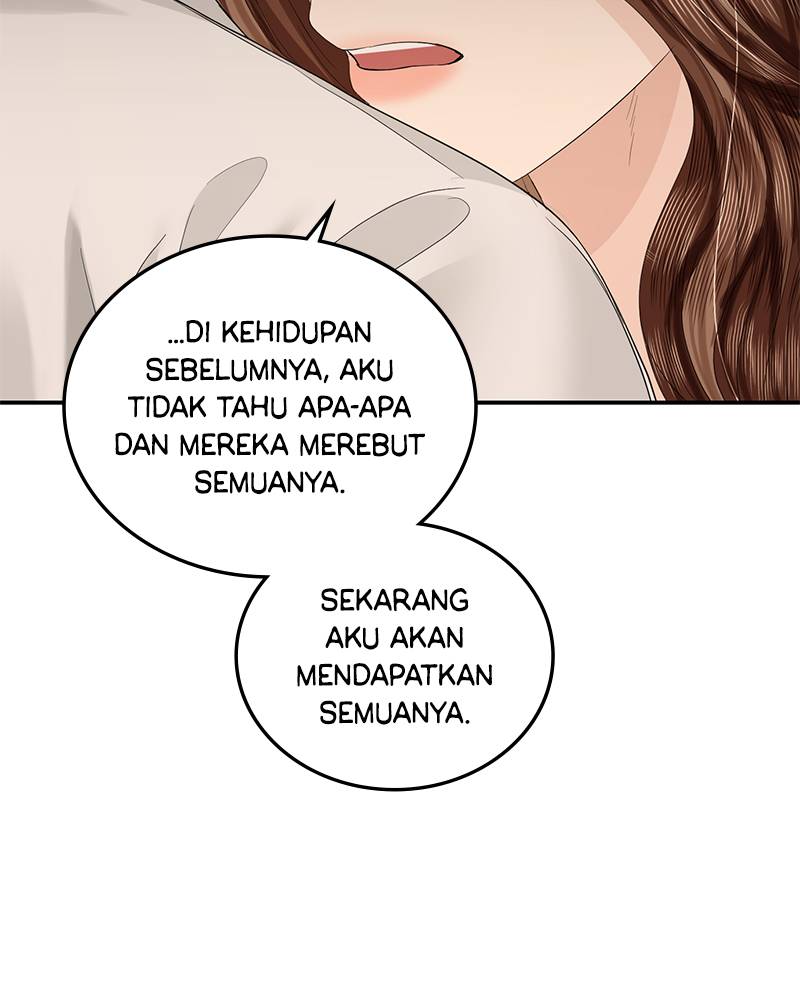 ...DI KEHIDUPAN
SEBELUMNYA, AKU
TIDAK TAHU APA-APA
DAN MEREKA MEREBUT
SEMUANYA.
SEKARANG
AKU AKAN
MENDAPATKAN
SEMUANYA.